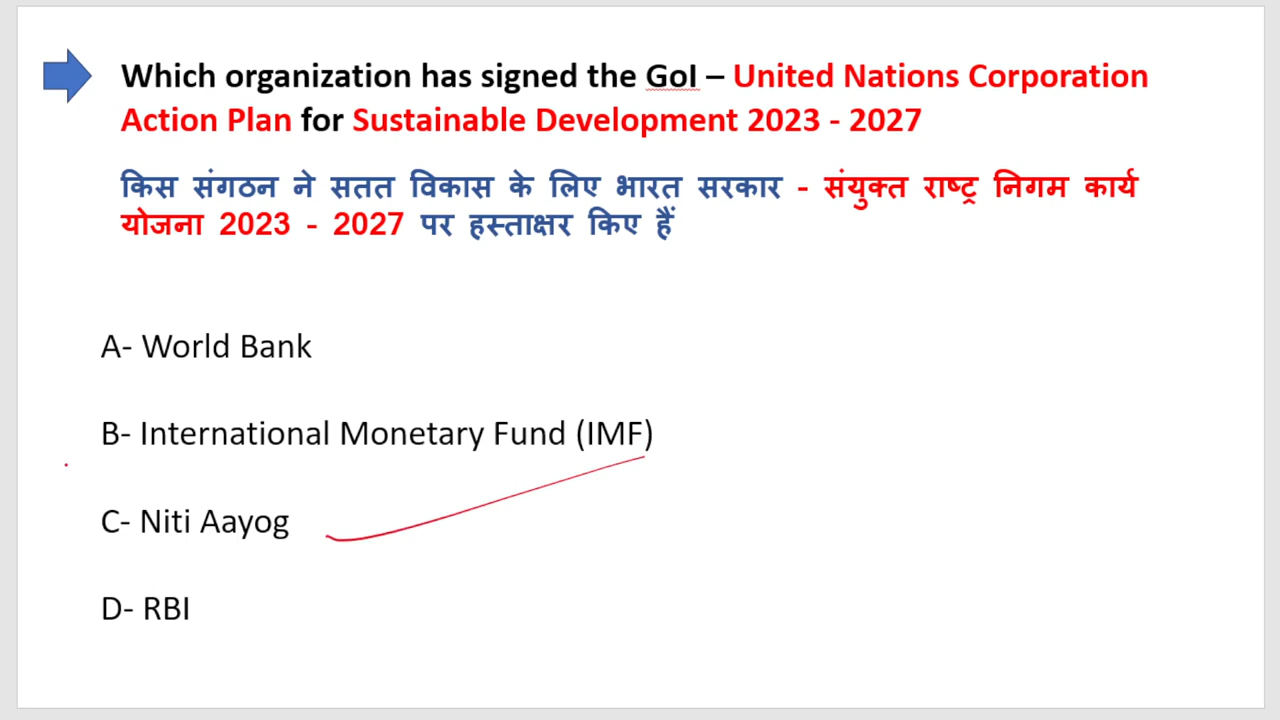 Which organization has signed the GoI – United Nations Corporation
Action Plan for Sustainable Development 2023 - 2027
किस संगठन ने सतत विकास के लिए भारत सरकार - संयुक्त राष्ट्र निगम कार्य
योजना 2023 - 2027 पर हस्ताक्षर किए हैं
A- World Bank
B- International Monetary Fund (IMF)
C- Niti Aayog
D- RBI